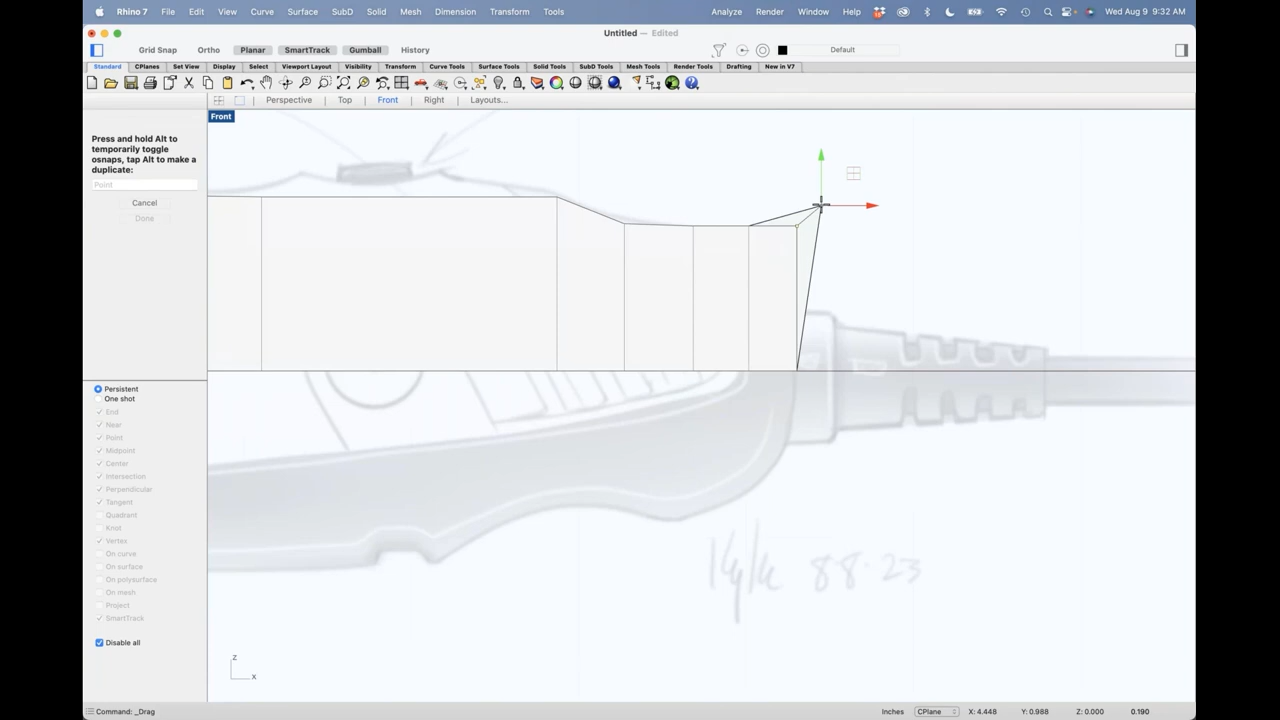 Rhino 7 File Edit View Curve Surface SubD Solid Mesh Dimension Transform Tools Analyze Render Window Help Wed Aug 9 9:32 AM
Untitled — Edited
Grid Snap Ortho Planar SmartTrack Gumball History Default
Standard CPlanes Set View Display Select Viewport Layout Visibility Transform Curve Tools Surface Tools Solid Tools SubD Tools Mesh Tools Render Tools Drafting New in V7
Perspective Top Front Right Layouts...
Front
Press and hold Alt to
temporarily toggle
osnaps, tap Alt to make a
duplicate:
Point
Cancel
Done
Persistent
One shot
End
Near
Point
Midpoint
Center
Intersection
Perpendicular
Tangent
Quadrant
Knot
Vertex
On curve
On surface
On polysurface
On mesh
Project
SmartTrack
Disable all
88·23
z
x
Command: _Drag Inches CPlane X: 4.448 Y: 0.988 Z: 0.000 0.190